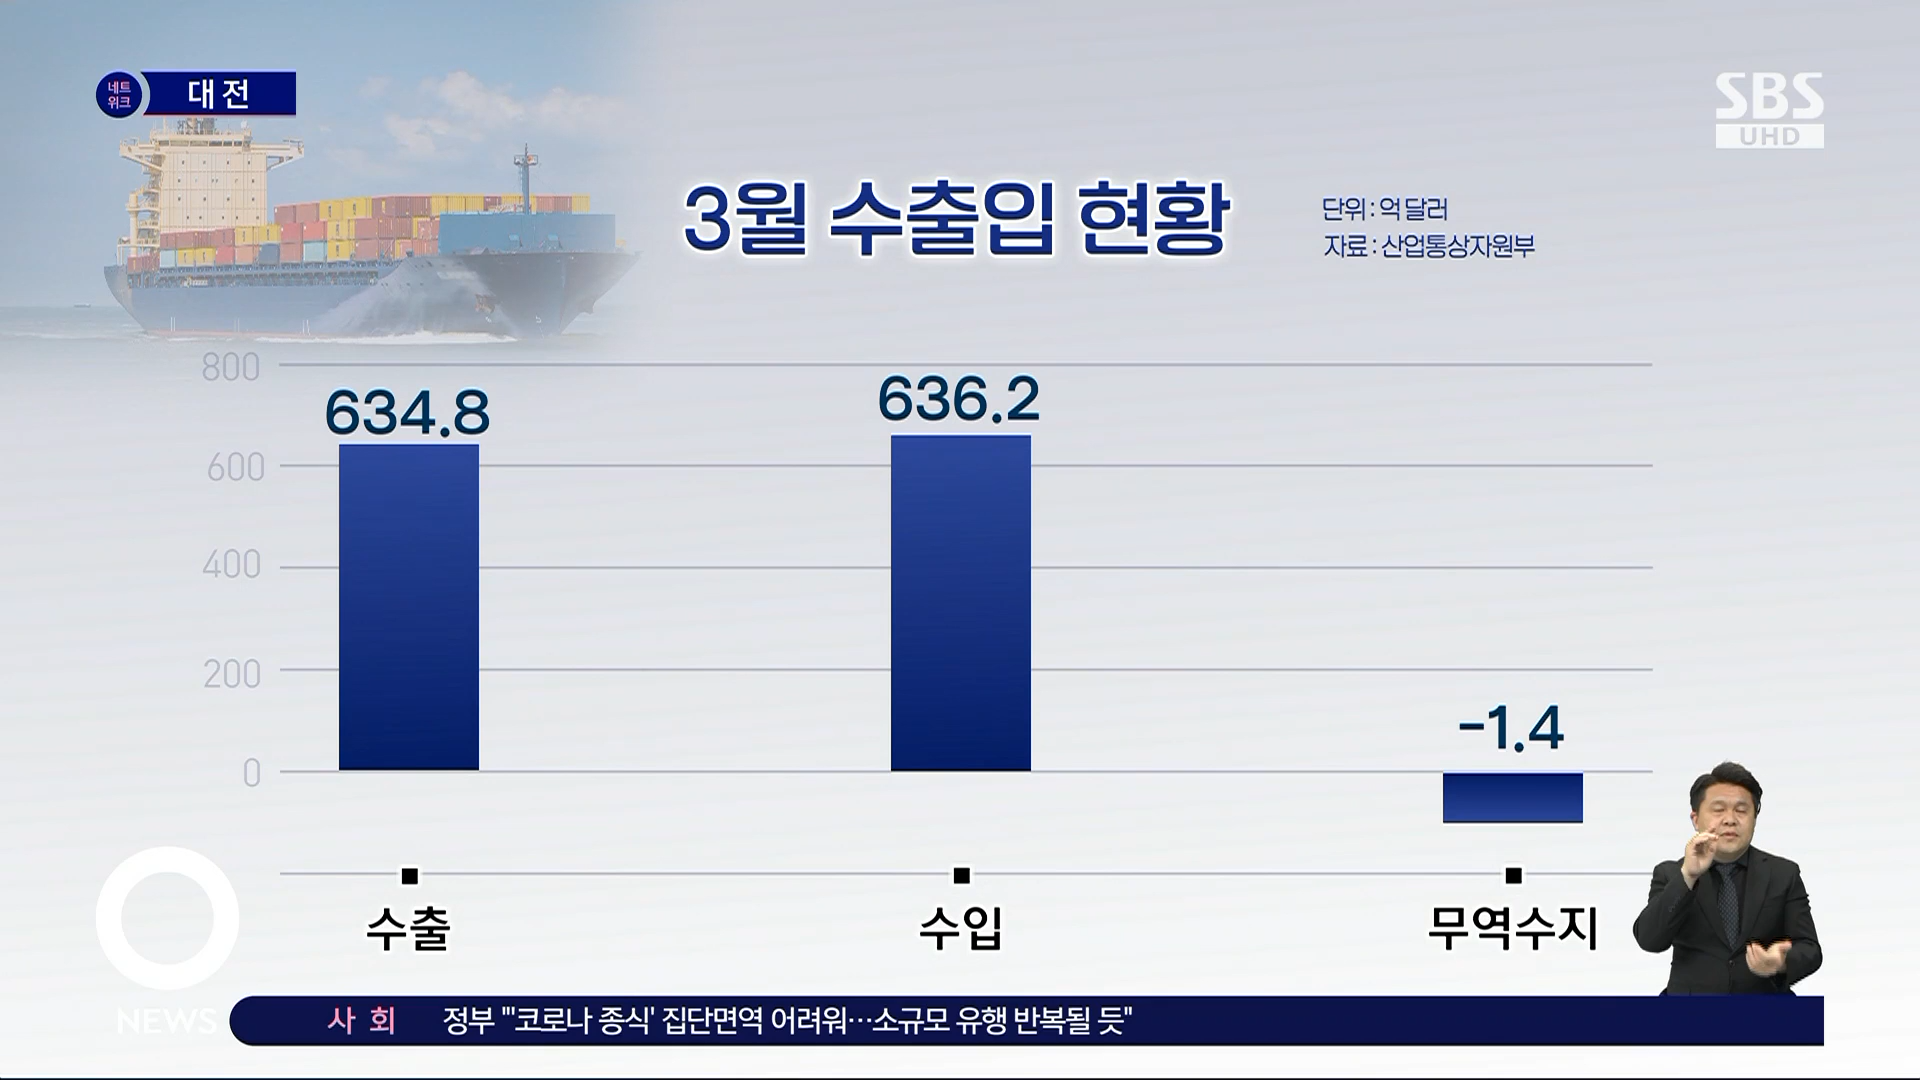 네트
워크
대전
SBS
UHD
3월 수출입 현황
단위 : 억 달러
자료 : 산업통상자원부
800
634.8
636.2
600
400
200
-1.4
0
수출
수입
무역수지
NEWS
사회 정부 "'코로나 종식' 집단면역 어려워…소규모 유행 반복될 듯"